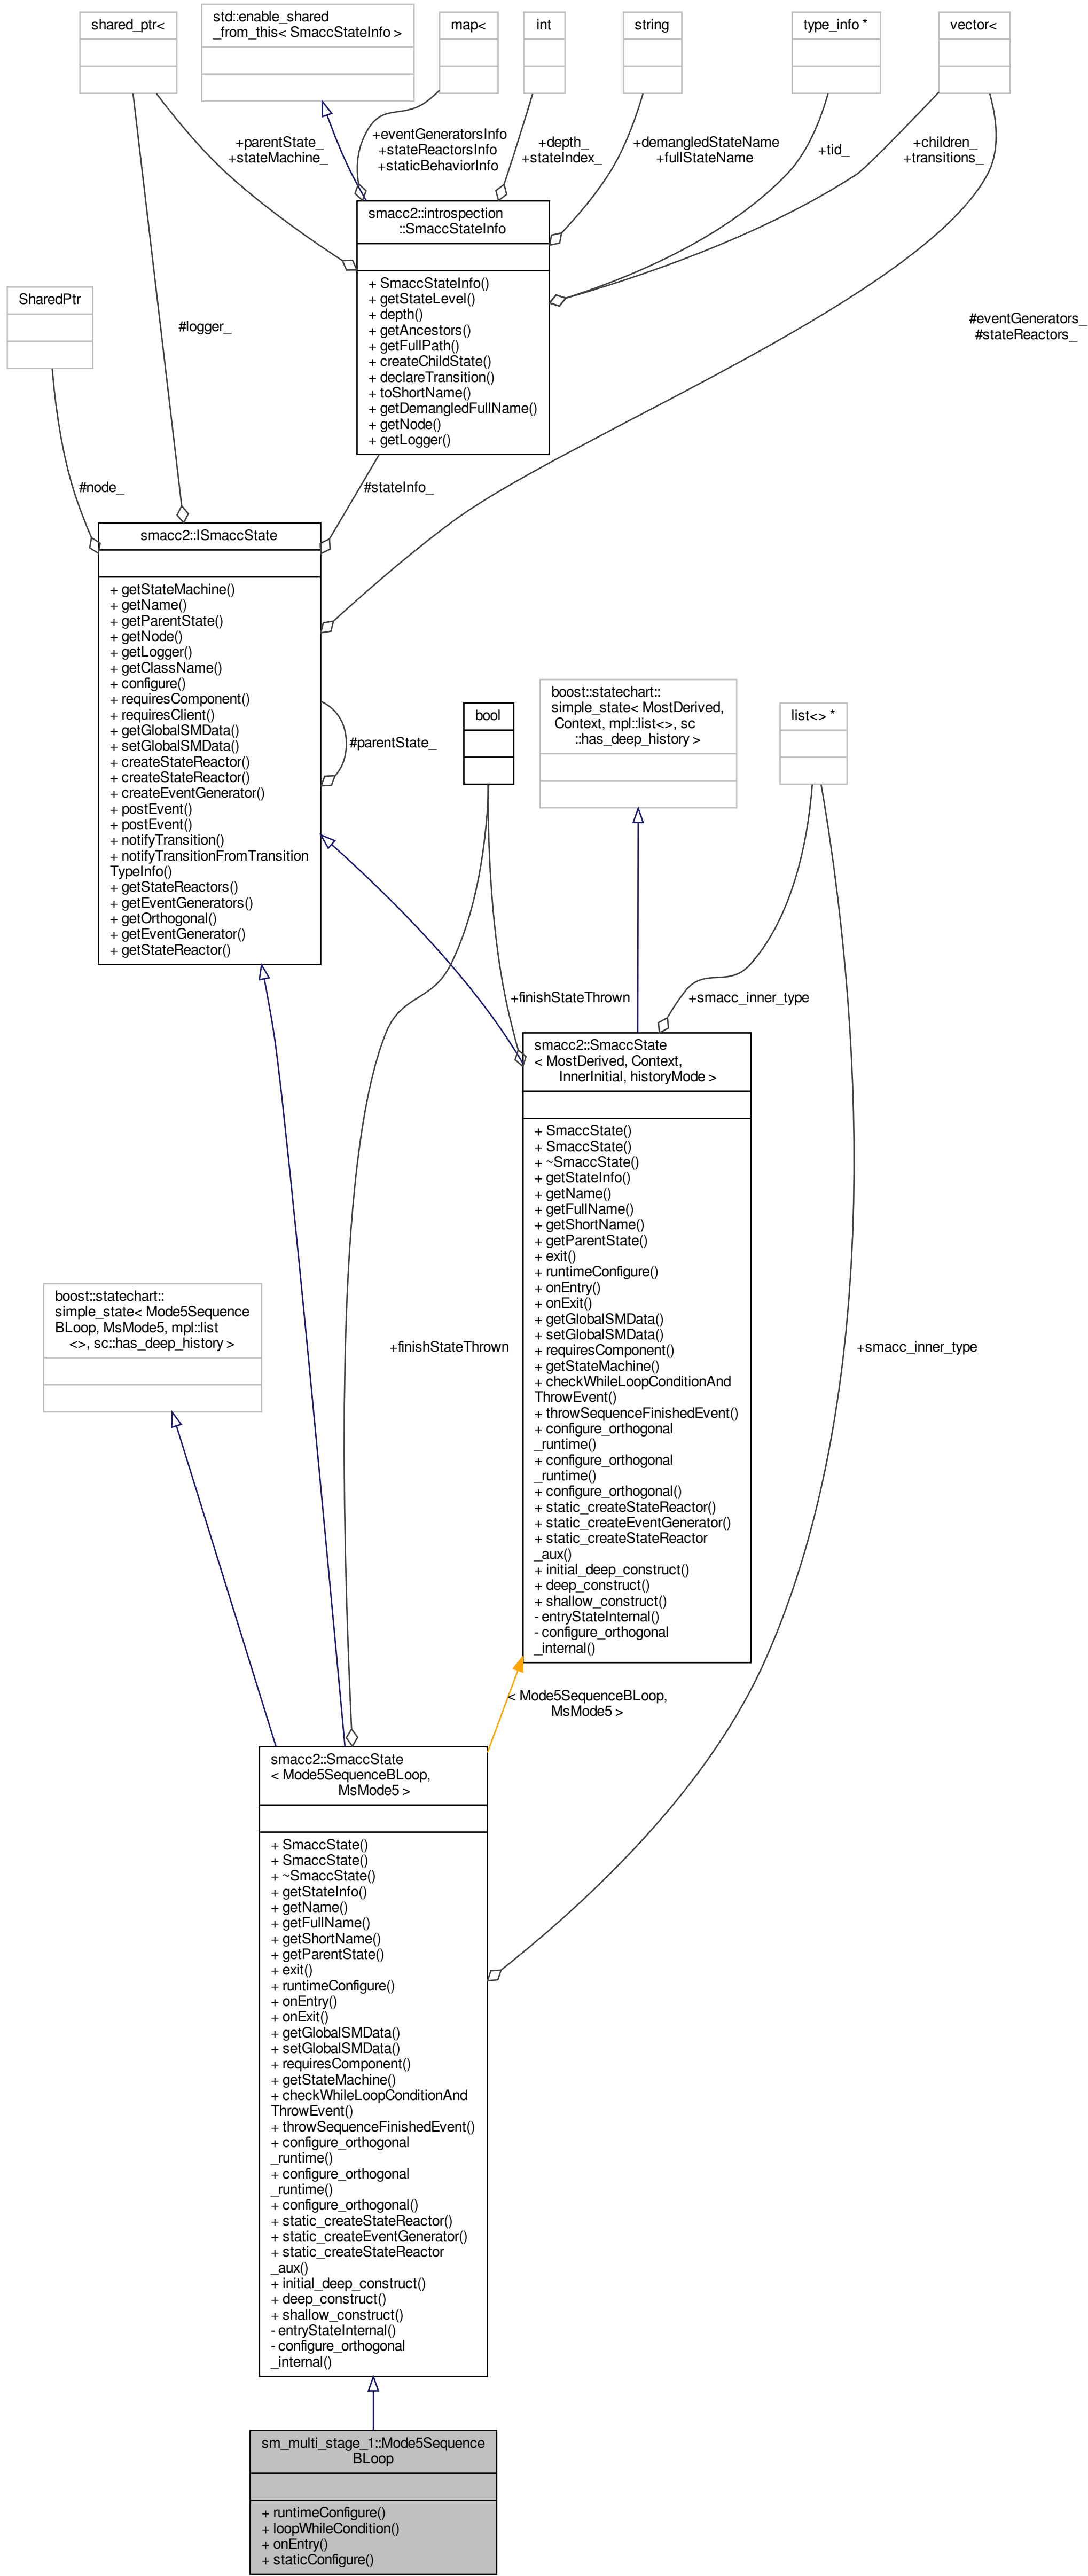 shared_ptr<
std::enable_shared
_from_this< SmaccStateInfo >
map<
int
string
type_info *
vector<
+parentState_
+stateMachine_
+eventGeneratorsInfo
+stateReactorsInfo
+staticBehaviorInfo
+depth_
+stateIndex_
+demangledStateName
+fullStateName
+tid_
+children_
+transitions_
smacc2::introspection
::SmaccStateInfo
+ SmaccStateInfo()
+ getStateLevel()
+ depth()
+ getAncestors()
+ getFullPath()
+ createChildState()
+ declareTransition()
+ toShortName()
+ getDemangledFullName()
+ getNode()
+ getLogger()
SharedPtr
#logger_
#eventGenerators_
#stateReactors_
#node_
#stateInfo_
smacc2::ISmaccState
+ getStateMachine()
+ getName()
+ getParentState()
+ getNode()
+ getLogger()
+ getClassName()
+ configure()
+ requiresComponent()
+ requiresClient()
+ getGlobalSMData()
+ setGlobalSMData()
+ createStateReactor()
+ createStateReactor()
+ createEventGenerator()
+ postEvent()
+ postEvent()
+ notifyTransition()
+ notifyTransitionFromTransition
TypeInfo()
+ getStateReactors()
+ getEventGenerators()
+ getOrthogonal()
+ getEventGenerator()
+ getStateReactor()
#parentState_
bool
boost::statechart::
simple_state< MostDerived,
Context, mpl::list<>, sc
::has_deep_history >
list<> *
+finishStateThrown
+smacc_inner_type
smacc2::SmaccState
< MostDerived, Context,
InnerInitial, historyMode >
+ SmaccState()
+ SmaccState()
+ ~SmaccState()
+ getStateInfo()
+ getName()
+ getFullName()
+ getShortName()
+ getParentState()
+ exit()
+ runtimeConfigure()
+ onEntry()
+ onExit()
+ getGlobalSMData()
+ setGlobalSMData()
+ requiresComponent()
+ getStateMachine()
+ checkWhileLoopConditionAnd
ThrowEvent()
+ throwSequenceFinishedEvent()
+ configure_orthogonal
_runtime()
+ configure_orthogonal
_runtime()
+ configure_orthogonal()
+ static_createStateReactor()
+ static_createEventGenerator()
+ static_createStateReactor
_aux()
+ initial_deep_construct()
+ deep_construct()
+ shallow_construct()
- entryStateInternal()
- configure_orthogonal
_internal()
boost::statechart::
simple_state< Mode5Sequence
BLoop, MsMode5, mpl::list
<>, sc::has_deep_history >
+finishStateThrown
+smacc_inner_type
< Mode5SequenceBLoop,
MsMode5 >
smacc2::SmaccState
< Mode5SequenceBLoop,
MsMode5 >
+ SmaccState()
+ SmaccState()
+ ~SmaccState()
+ getStateInfo()
+ getName()
+ getFullName()
+ getShortName()
+ getParentState()
+ exit()
+ runtimeConfigure()
+ onEntry()
+ onExit()
+ getGlobalSMData()
+ setGlobalSMData()
+ requiresComponent()
+ getStateMachine()
+ checkWhileLoopConditionAnd
ThrowEvent()
+ throwSequenceFinishedEvent()
+ configure_orthogonal
_runtime()
+ configure_orthogonal
_runtime()
+ configure_orthogonal()
+ static_createStateReactor()
+ static_createEventGenerator()
+ static_createStateReactor
_aux()
+ initial_deep_construct()
+ deep_construct()
+ shallow_construct()
- entryStateInternal()
- configure_orthogonal
_internal()
sm_multi_stage_1::Mode5Sequence
BLoop
+ runtimeConfigure()
+ loopWhileCondition()
+ onEntry()
+ staticConfigure()